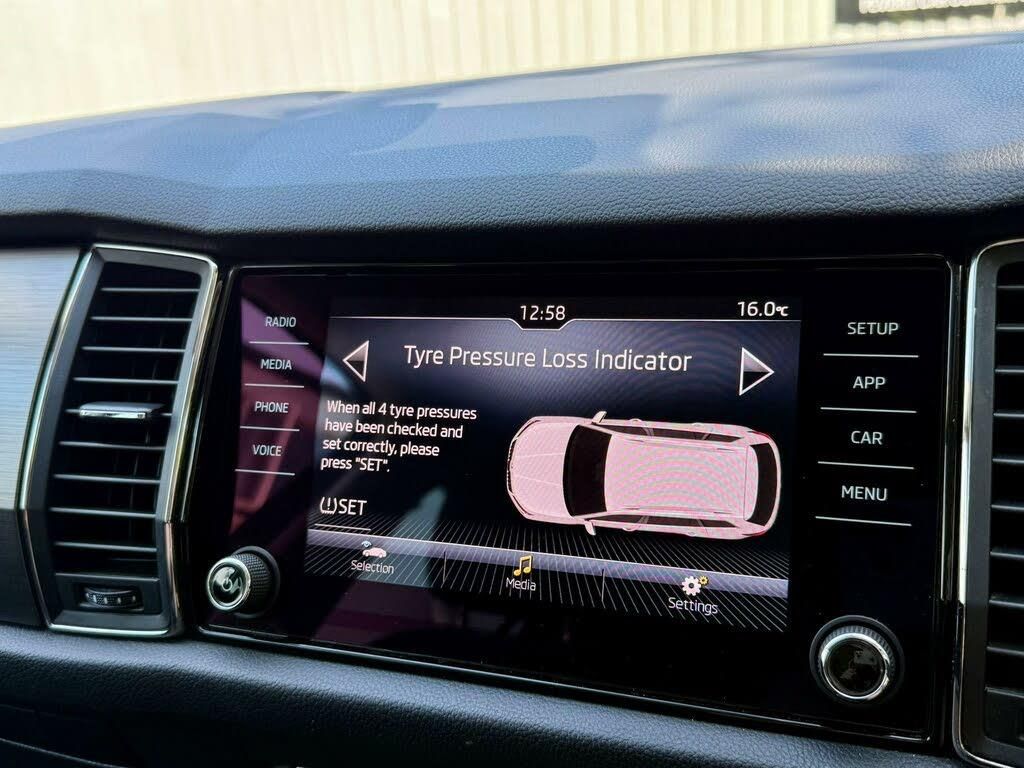 12:58
16.0°C
RADIO
MEDIA
PHONE
VOICE
Tyre Pressure Loss Indicator
When all 4 tyre pressures
have been checked and
set correctly, please
press "SET".
SET
Selection
Media
Settings
SETUP
APP
CAR
MENU